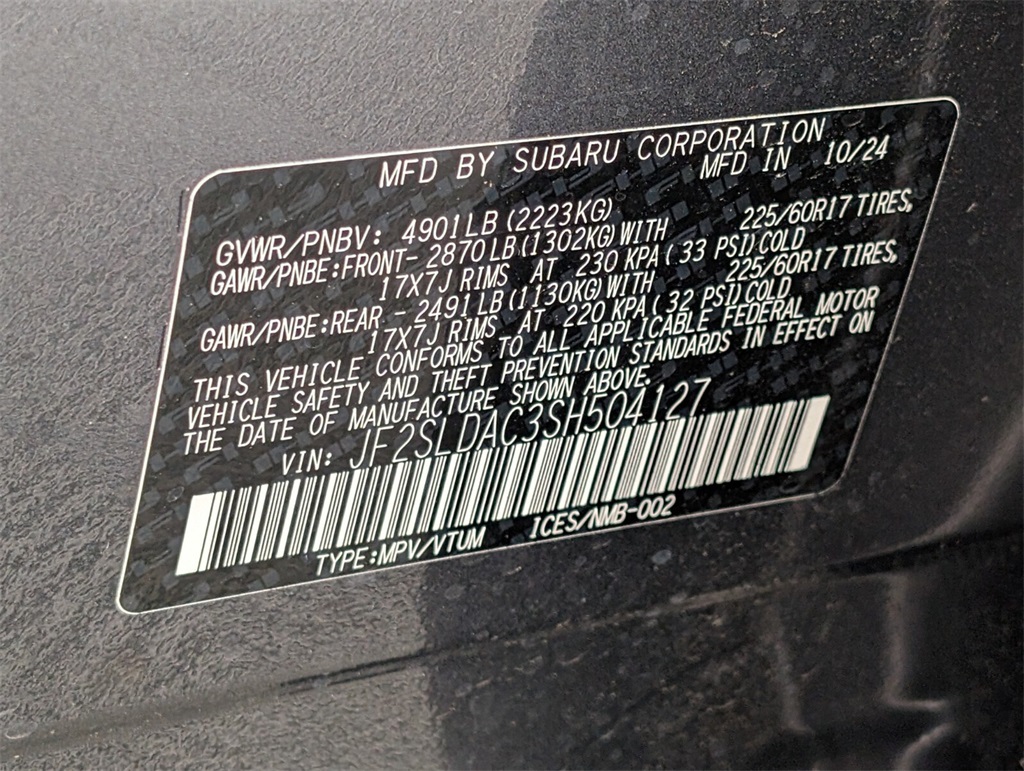 MFD BY SUBARU CORPORATION
MFD IN 10/24
GVWR/PNBV: 4901LB(2223KG)
GAWR/PNBE:FRONT- 2870LB(1302KG)WITH 225/60R17 TIRES,
17X7J RIMS AT 230 KPA( 33 PSI)COLD
GAWR/PNBE:REAR - 2491LB(1130KG)WITH 225/60R17 TIRES,
17X7J RIMS AT 220 KPA( 32 PSI)COLD
THIS VEHICLE CONFORMS TO ALL APPLICABLE FEDERAL MOTOR
VEHICLE SAFETY AND THEFT PREVENTION STANDARDS IN EFFECT ON
THE DATE OF MANUFACTURE SHOWN ABOVE.
VIN: JF2SLDAC3SH504127
TYPE:MPV/VTUM ICES/NMB-002